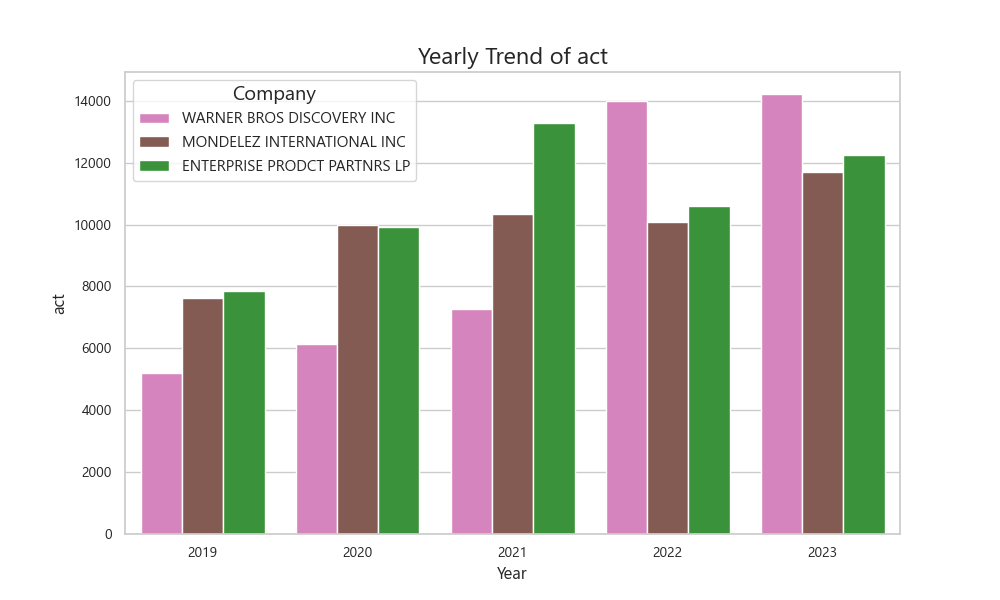 Yearly Trend of act
Company
WARNER BROS DISCOVERY INC
MONDELEZ INTERNATIONAL INC
ENTERPRISE PRODCT PARTNRS LP
14000
12000
10000
8000
6000
4000
2000
0
act
2019 2020 2021 2022 2023
Year